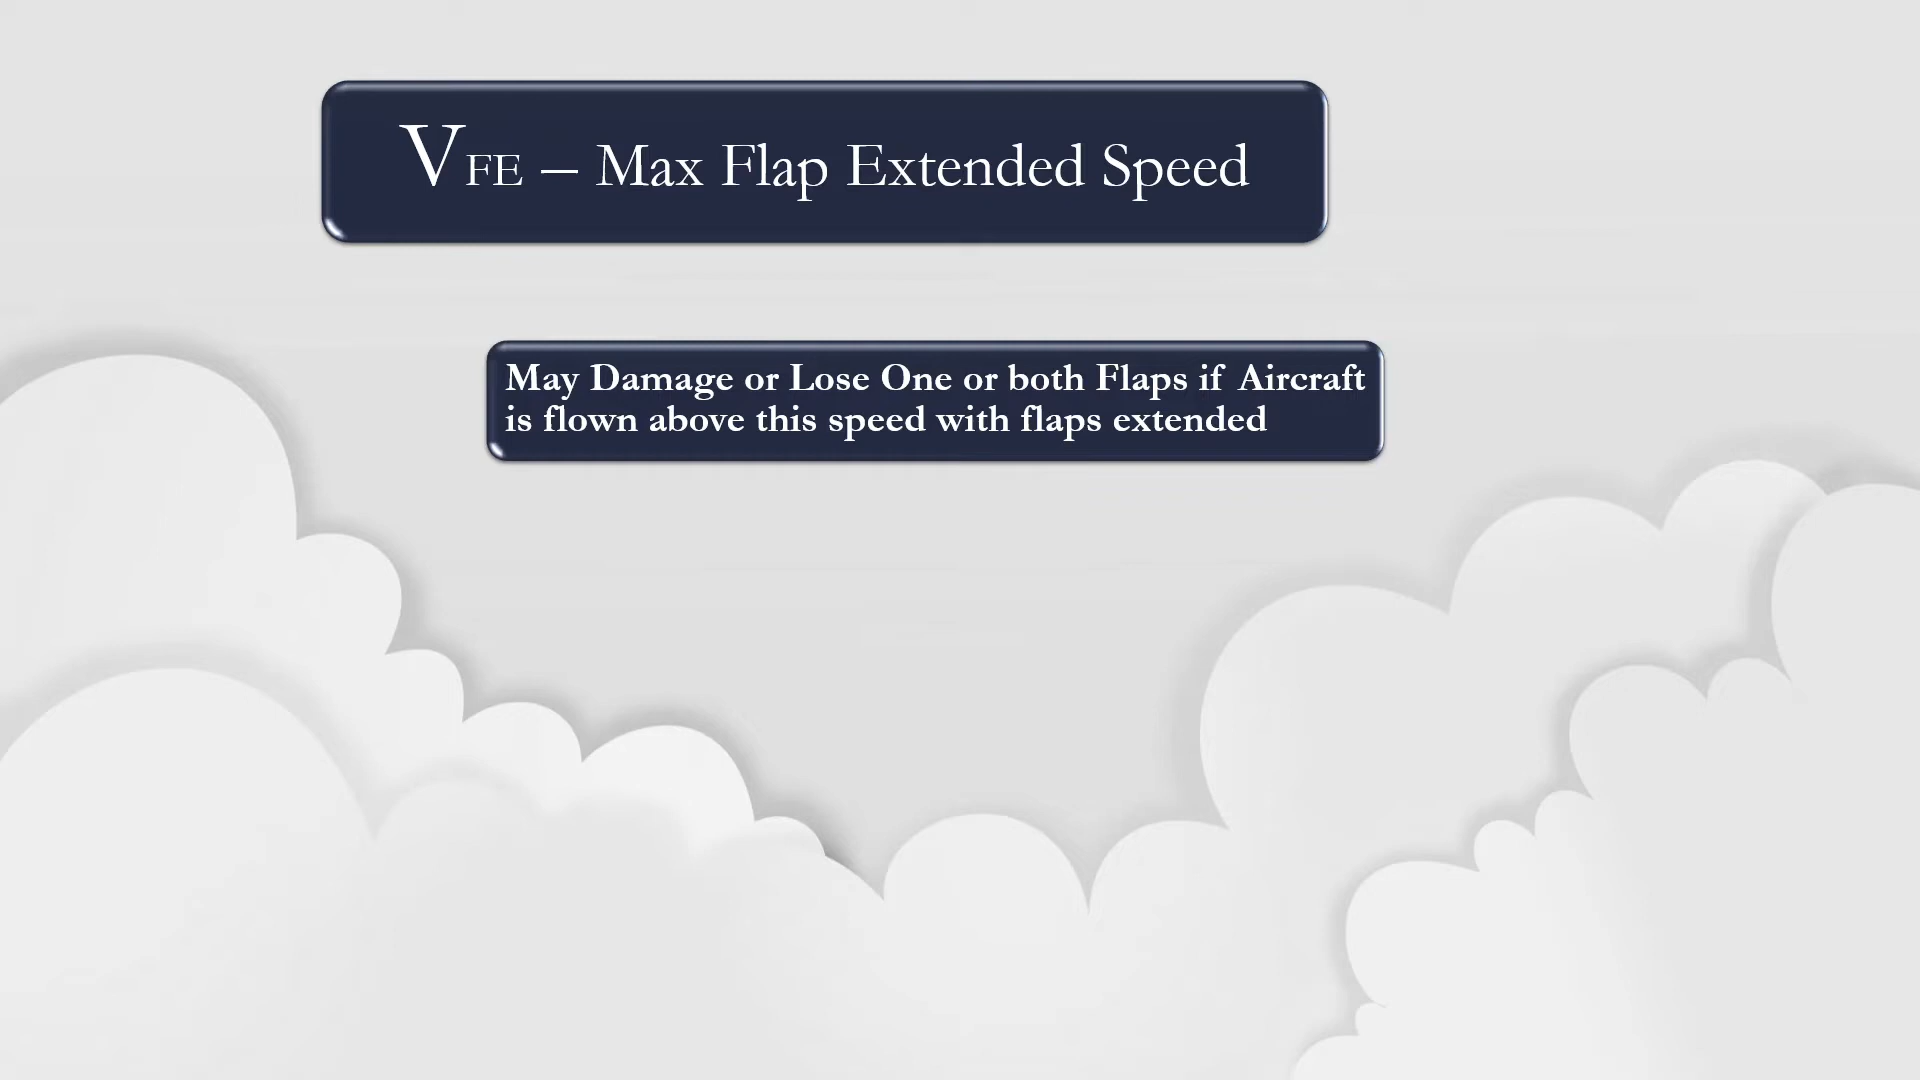 VFE – Max Flap Extended Speed
May Damage or Lose One or both Flaps if Aircraft
is flown above this speed with flaps extended